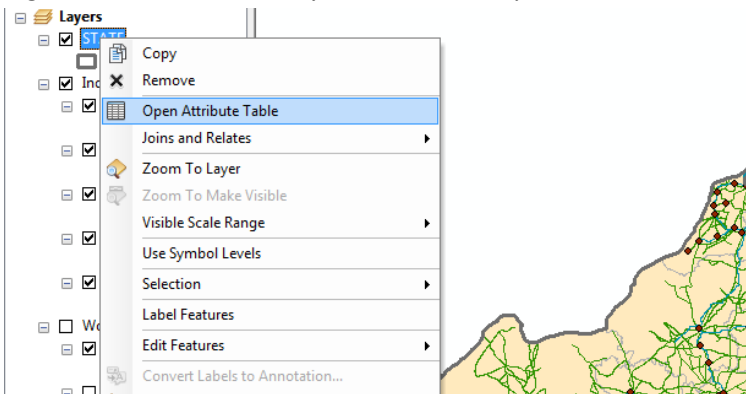 Layers
STATE
Copy
Ind
Remove
Open Attribute Table
Joins and Relates
Zoom To Layer
Zoom To Make Visible
Visible Scale Range
Use Symbol Levels
Selection
Label Features
Wo
Edit Features
Convert Labels to Annotation...